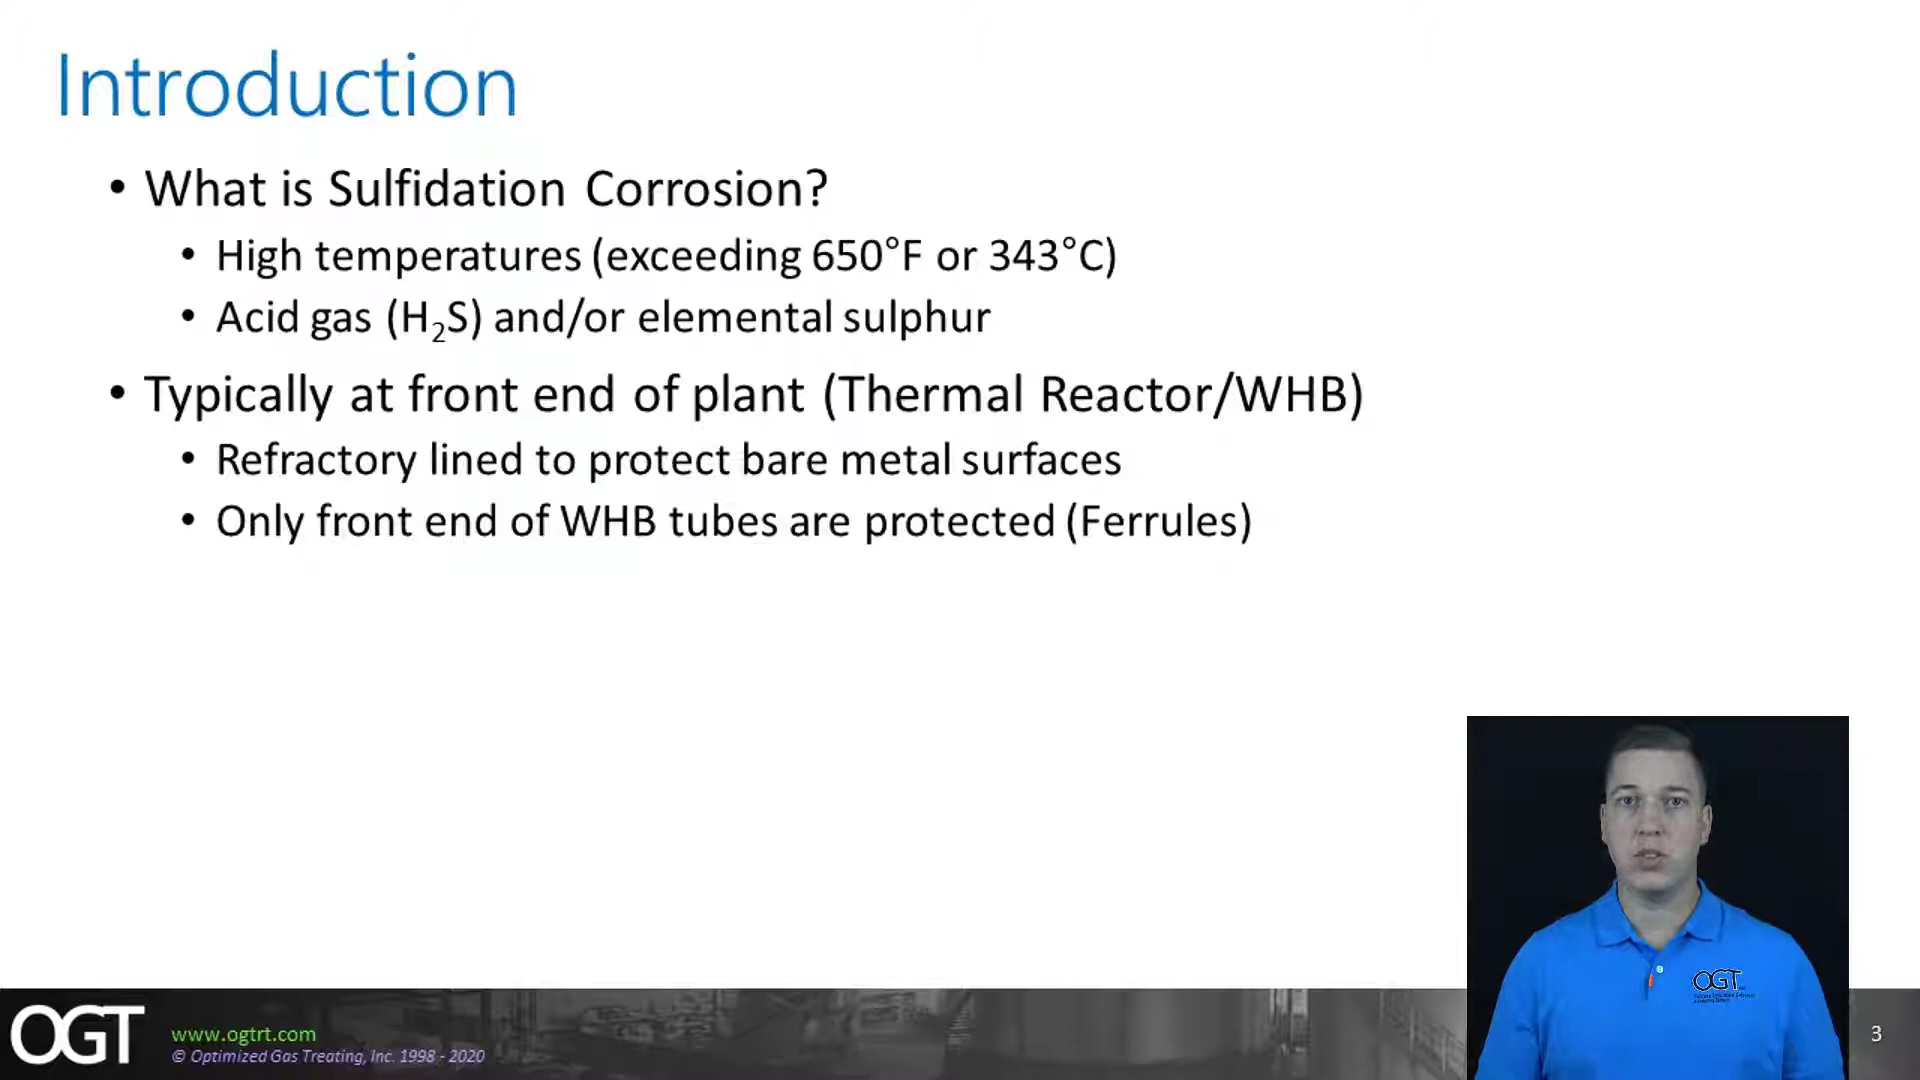 Introduction
• What is Sulfidation Corrosion?
• High temperatures (exceeding 650°F or 343°C)
• Acid gas (H₂S) and/or elemental sulphur
• Typically at front end of plant (Thermal Reactor/WHB)
• Refractory lined to protect bare metal surfaces
• Only front end of WHB tubes are protected (Ferrules)
OGT
OGT
www.ogtrt.com
© Optimized Gas Treating, Inc. 1998 - 2020
3